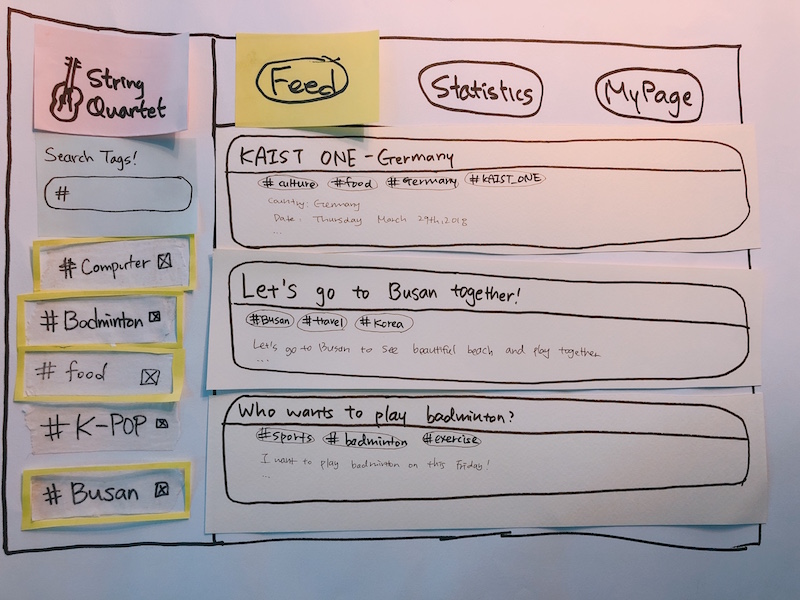 String
Quartet
Feed
Statistics
MyPage
Search Tags!
#
#Computer
#Badminton
#food
#K-POP
#Busan
KAIST ONE-Germany
#culture #food #Germany #KAIST_ONE
Country: Germany
Date: Thursday March 29th, 2018
...
Let's go to Busan together!
#Busan #travel #Korea
Let's go to Busan to see beautiful beach and play together
...
Who wants to play badminton?
#sports #badminton #exercise
I want to play badminton on this Friday!
...